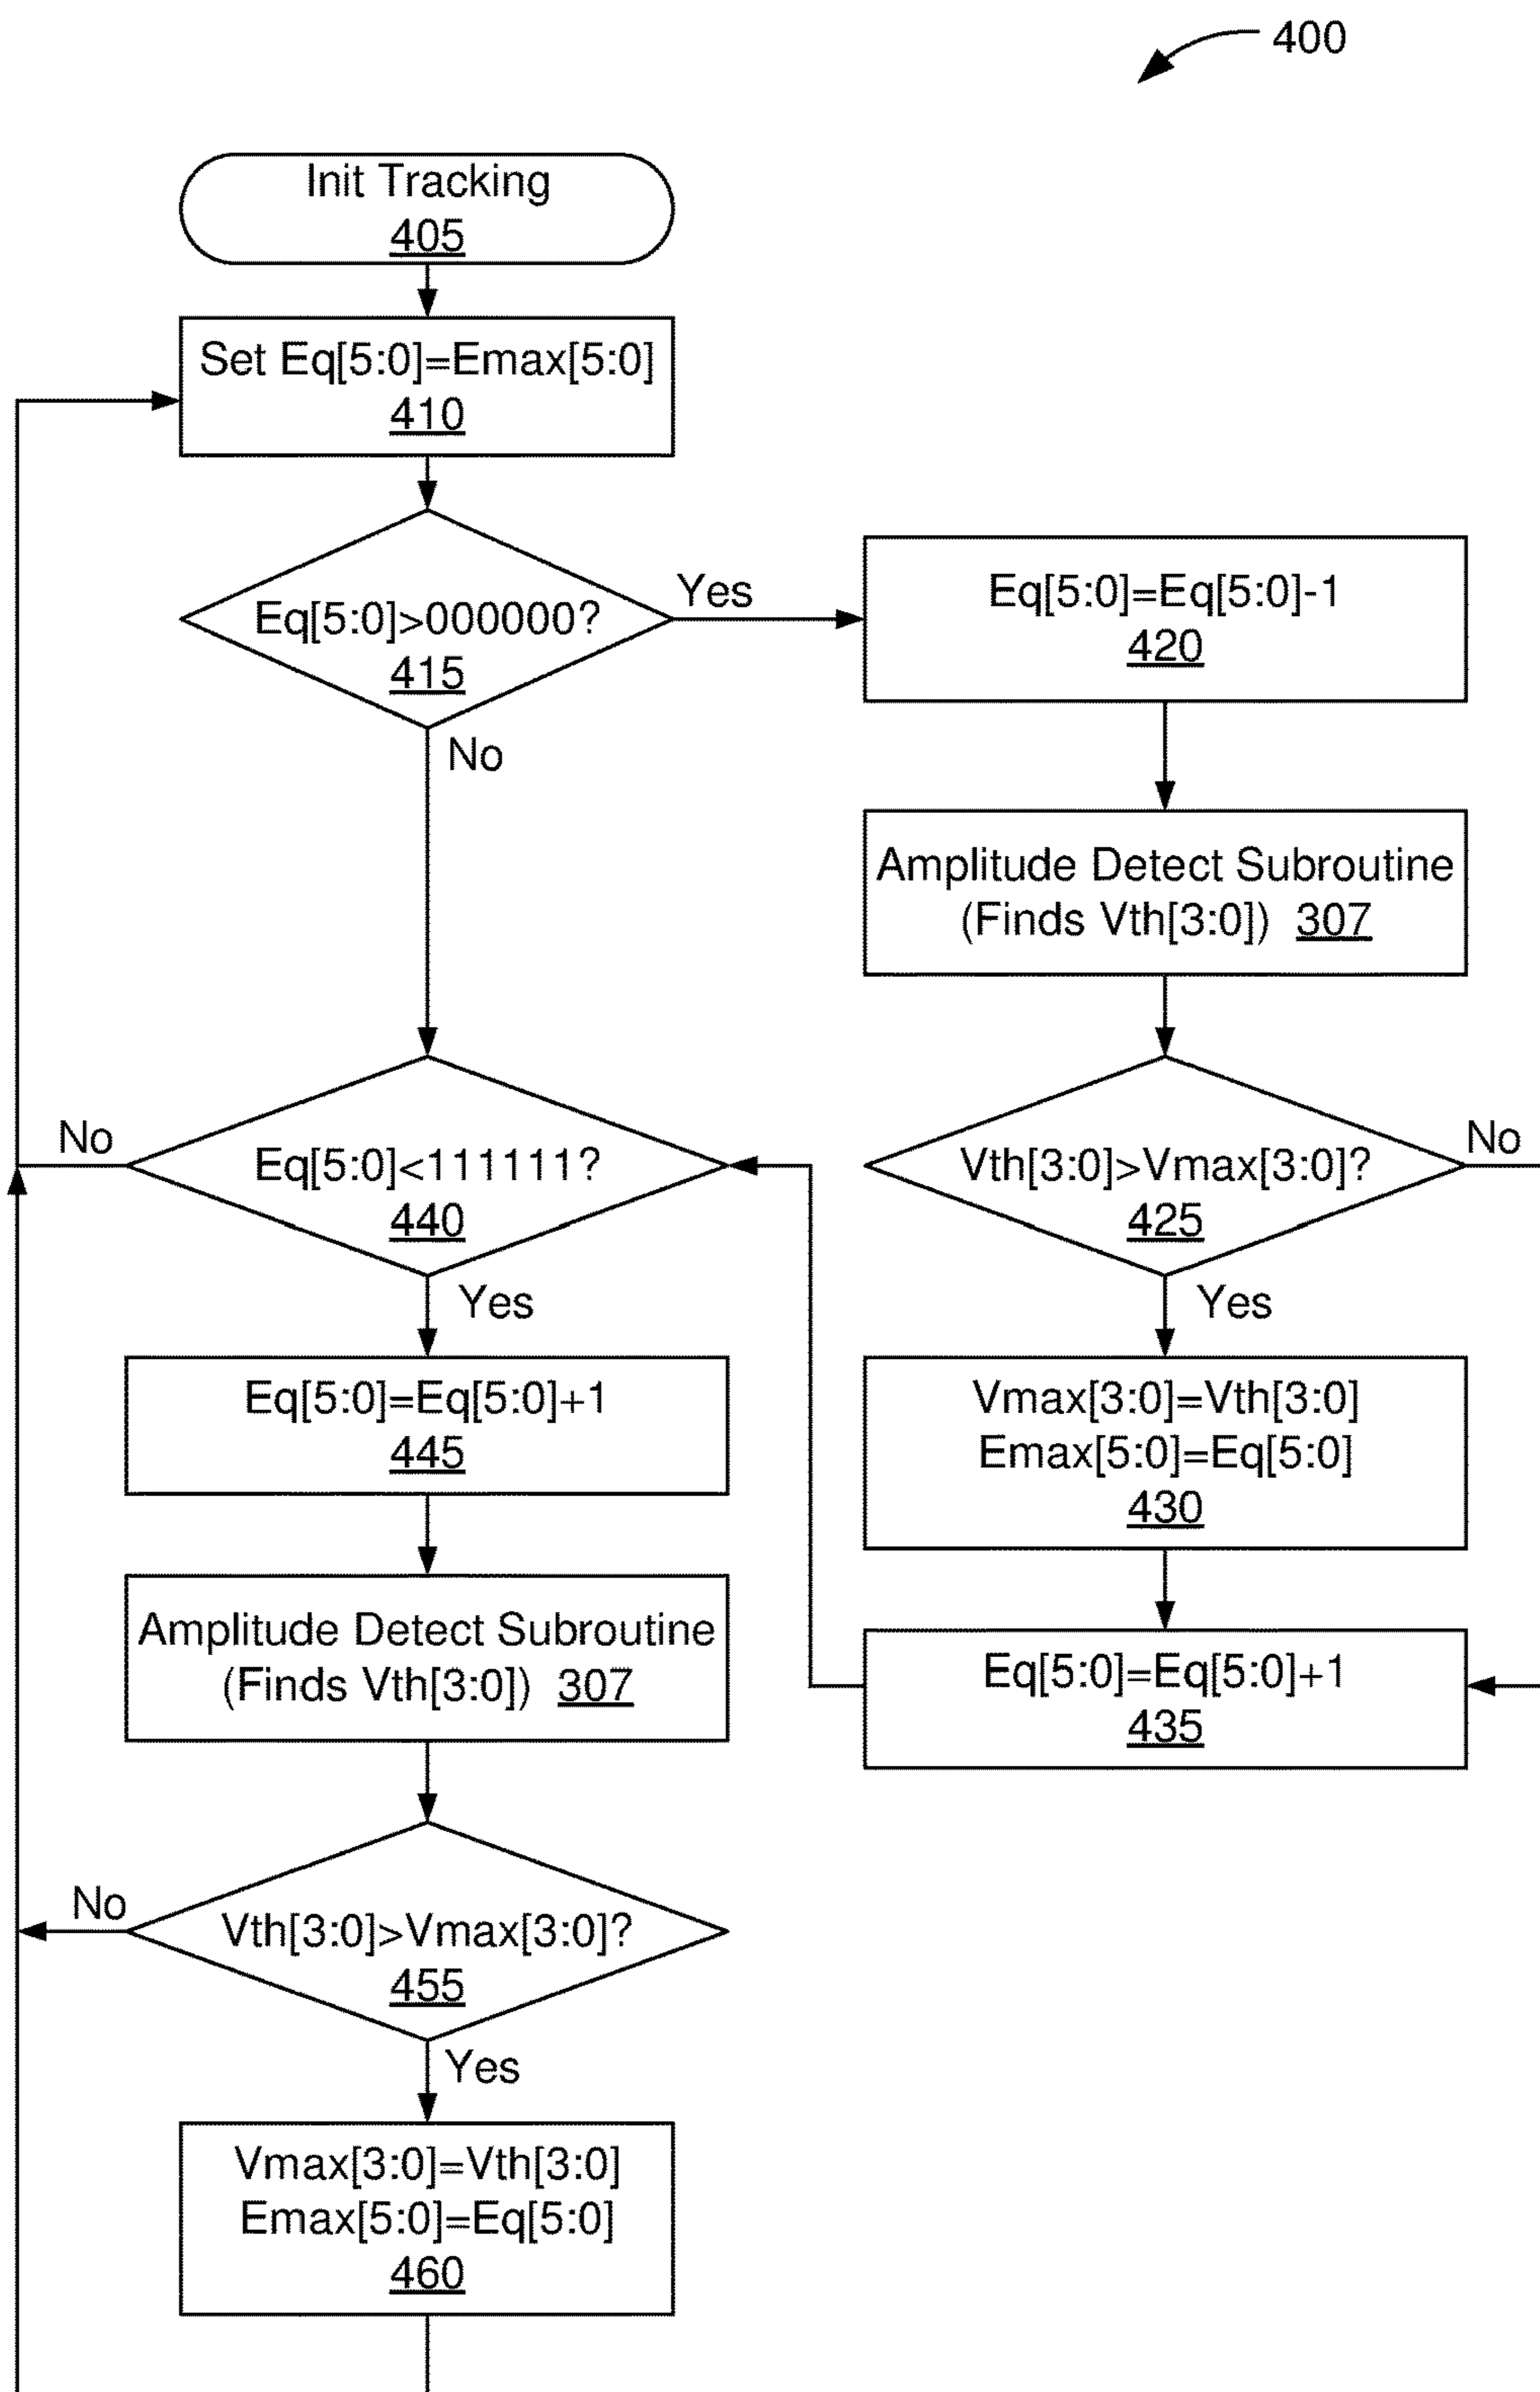 400
Init Tracking
405
Set Eq[5:0]=Emax[5:0]
410
Eq[5:0]>000000?
415
Yes
No
Eq[5:0]=Eq[5:0]-1
420
Amplitude Detect Subroutine
(Finds Vth[3:0]) 307
Vth[3:0]>Vmax[3:0]?
425
No
Yes
Vmax[3:0]=Vth[3:0]
Emax[5:0]=Eq[5:0]
430
Eq[5:0]=Eq[5:0]+1
435
Eq[5:0]<111111?
440
No
Yes
Eq[5:0]=Eq[5:0]+1
445
Amplitude Detect Subroutine
(Finds Vth[3:0]) 307
Vth[3:0]>Vmax[3:0]?
455
No
Yes
Vmax[3:0]=Vth[3:0]
Emax[5:0]=Eq[5:0]
460